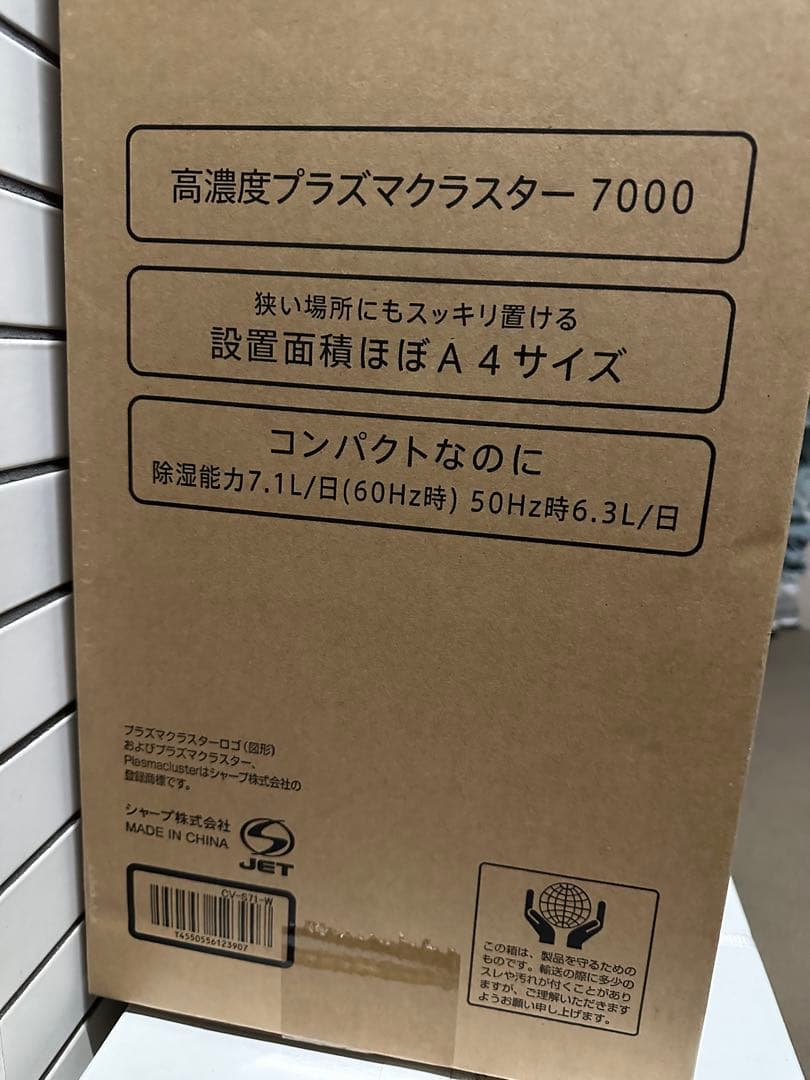 高濃度プラズマクラスター 7000
狭い場所にもスッキリ置ける
設置面積ほぼA4サイズ
コンパクトなのに
除湿能力7.1L/日(60Hz時) 50Hz時6.3L/日
プラズマクラスターロゴ(図形)
およびプラズマクラスター、
Plasmaclusterはシャープ株式会社の
登録商標です。
シャープ株式会社
MADE IN CHINA
JET
CV-S71-W
T4550556123907
この箱は、製品を守るための
ものです。輸送の際に多少の
スレや汚れが付くことがあり
ますが、ご理解いただきます
ようお願い申し上げます。